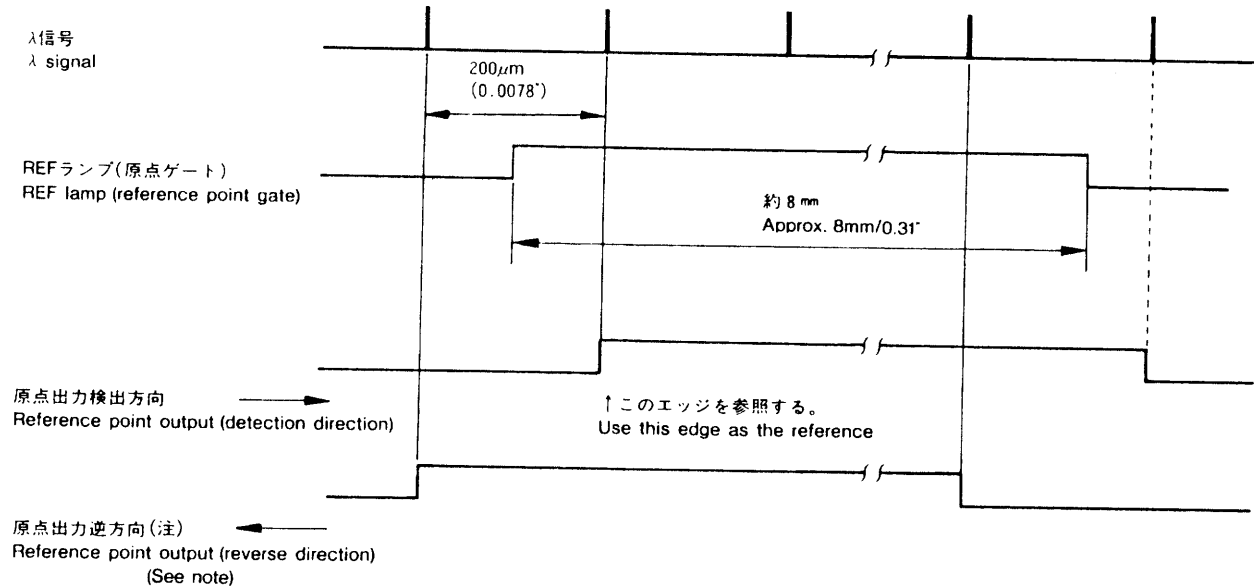 λ信号
λ signal
200μm
(0.0078″)
REFランプ(原点ゲート)
REF lamp (reference point gate)
約8mm
Approx. 8mm/0.31″
原点出力検出方向
Reference point output (detection direction)
↑このエッジを参照する。
Use this edge as the reference
原点出力逆方向(注)
Reference point output (reverse direction)
(See note)